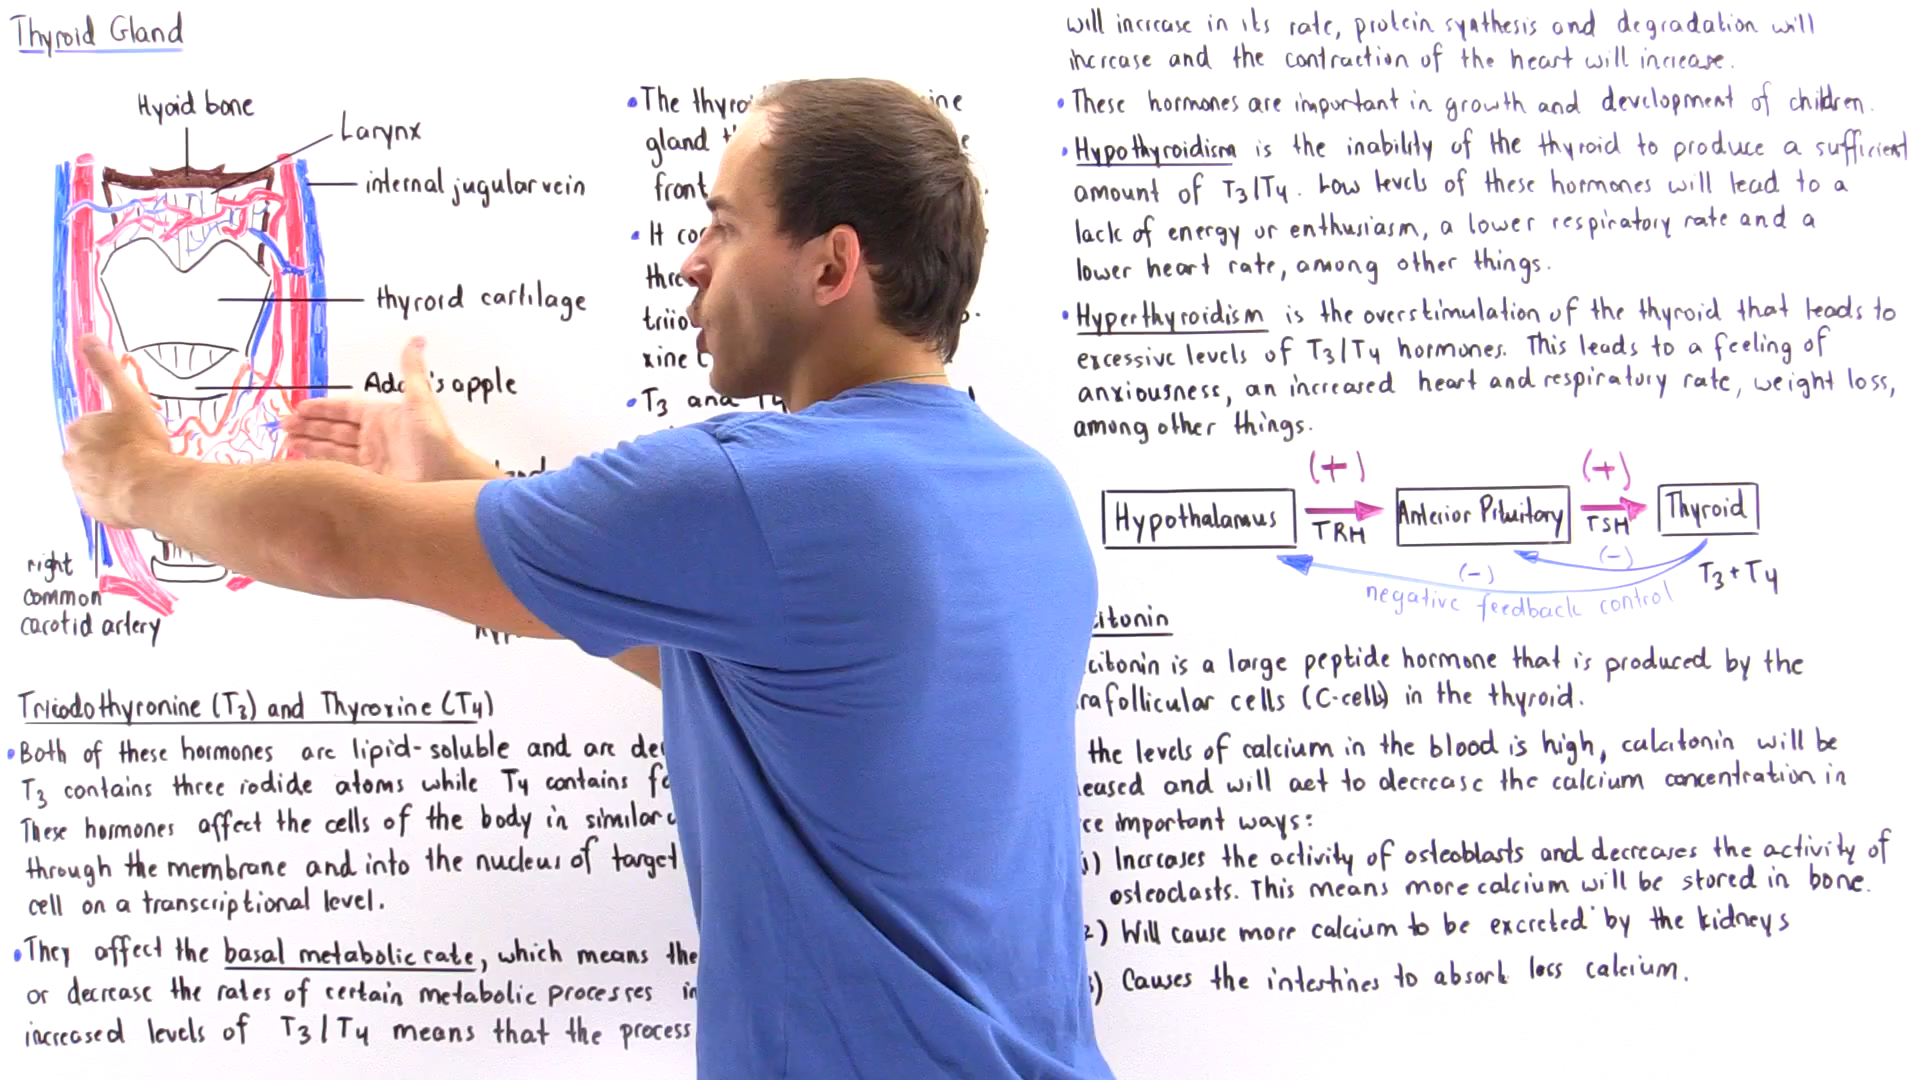 Thyroid Gland
Hyoid bone
Larynx
internal jugular vein
thyroid cartilage
apple
right
common
carotid artery
• The
gland
front
• It
xine
• T3 and T4
Triiodothyronine (T3) and Thyroxine (T4)
• Both of these hormones are lipid-soluble and are
T3 contains three iodide atoms while T4 contains
These hormones affect the cells of the body in similar
through the membrane and into the nucleus of target
cell on a transcriptional level.
• They affect the basal metabolic rate, which means the
or decrease the rates of certain metabolic processes
increased levels of T3/T4 means that the process
will increase in its rate, protein synthesis and degradation will
increase and the contraction of the heart will increase.
• These hormones are important in growth and development of children.
• Hypothyroidism is the inability of the thyroid to produce a sufficient
amount of T3/T4. Low levels of these hormones will lead to a
lack of energy or enthusiasm, a lower respiratory rate and a
lower heart rate, among other things.
• Hyperthyroidism is the overstimulation of the thyroid that leads to
excessive levels of T3/T4 hormones. This leads to a feeling of
anxiousness, an increased heart and respiratory rate, weight loss,
among other things.
(+) (+)
Hypothalamus TRH Anterior Pituitary TSH Thyroid
(-) (-) T3+T4
negative feedback control
citonin
citonin is a large peptide hormone that is produced by the
rafollicular cells (C-cells) in the thyroid.
the levels of calcium in the blood is high, calcitonin will be
eased and will act to decrease the calcium concentration in
important ways:
1) Increases the activity of osteoblasts and decreases the activity of
osteoclasts. This means more calcium will be stored in bone.
2) Will cause more calcium to be excreted by the kidneys
3) Causes the intestines to absorb less calcium.